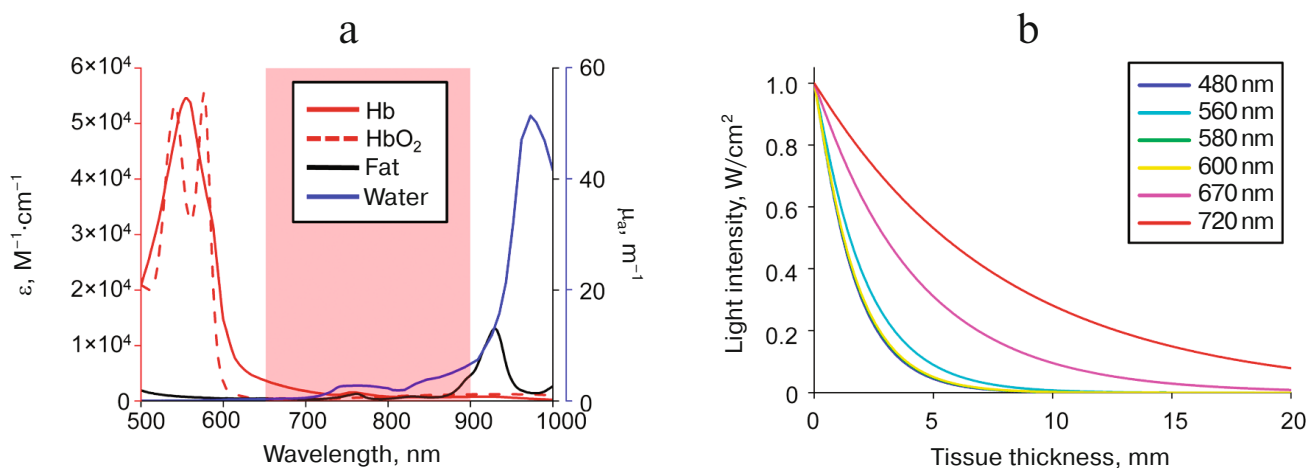 a
6×10⁴
5×10⁴
4×10⁴
3×10⁴
2×10⁴
1×10⁴
0
ε, M⁻¹·cm⁻¹
Hb
HbO₂
Fat
Water
60
40
20
0
μₐ, m⁻¹
500 600 700 800 900 1000
Wavelength, nm
b
1.0
0.8
0.6
0.4
0.2
0
Light intensity, W/cm²
480 nm
560 nm
580 nm
600 nm
670 nm
720 nm
0 5 10 15 20
Tissue thickness, mm